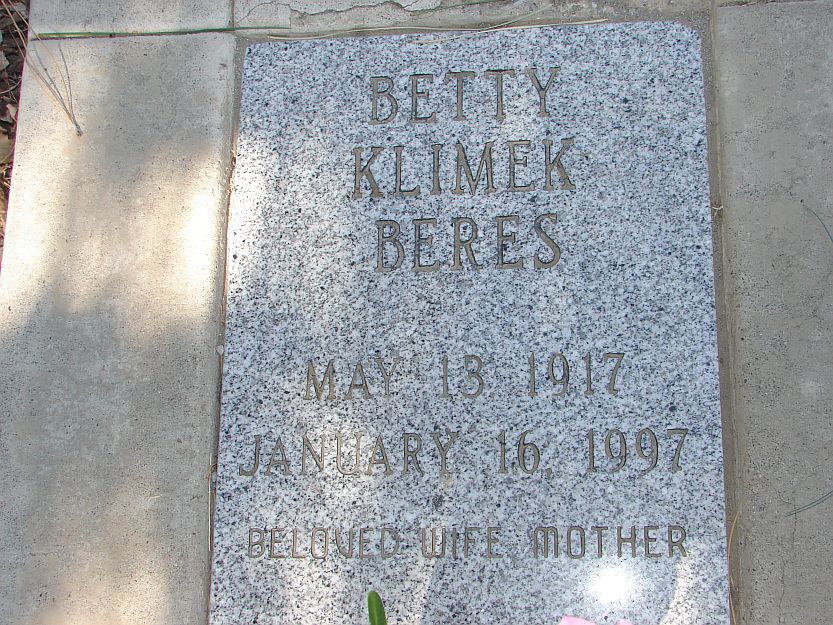 BETTY
KLIMEK
BERES
MAY 13, 1917
JANUARY 16, 1997
BELOVED WIFE, MOTHER